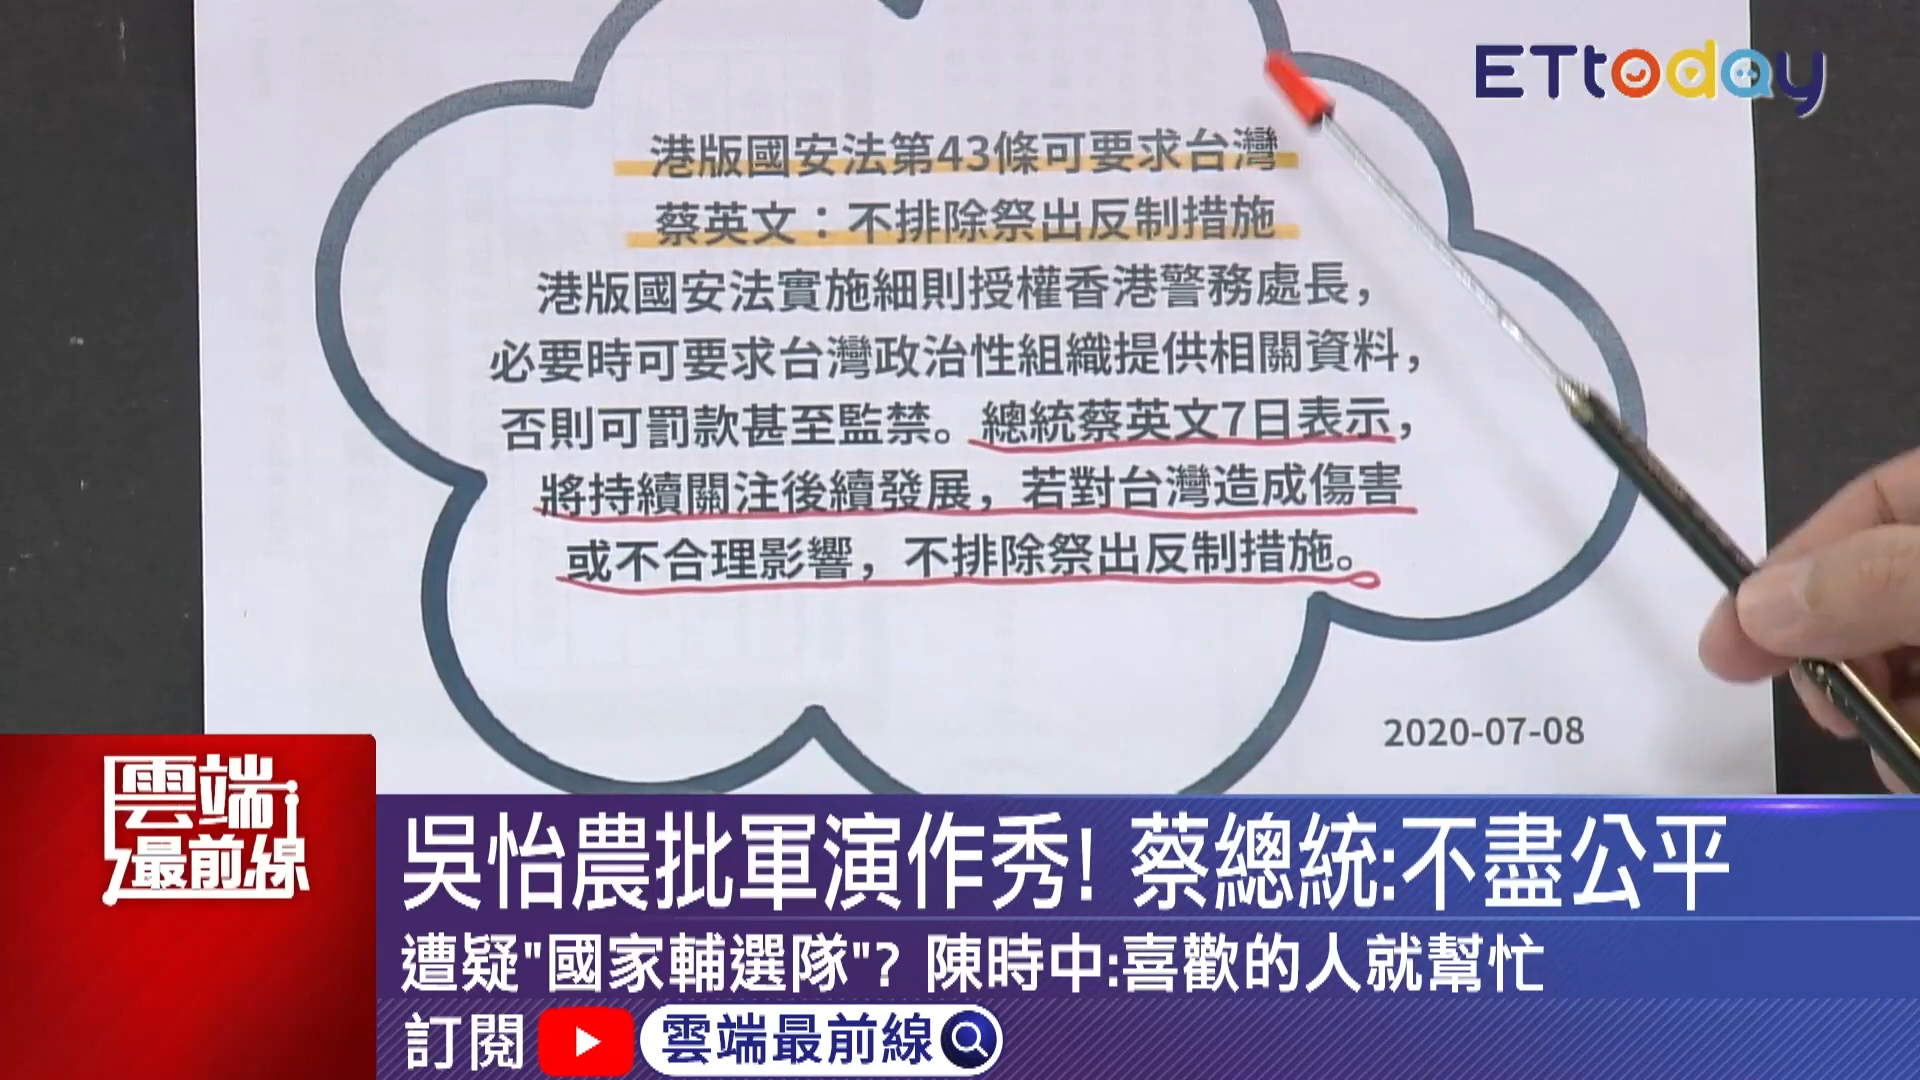 ETtoday
港版國安法第43條可要求台灣
蔡英文：不排除祭出反制措施
港版國安法實施細則授權香港警務處長，
必要時可要求台灣政治性組織提供相關資料，
否則可罰款甚至監禁。總統蔡英文7日表示，
將持續關注後續發展，若對台灣造成傷害
或不合理影響，不排除祭出反制措施。
2020-07-08
雲端
最前線
吳怡農批軍演作秀! 蔡總統:不盡公平
遭疑"國家輔選隊"? 陳時中:喜歡的人就幫忙
訂閱 雲端最前線